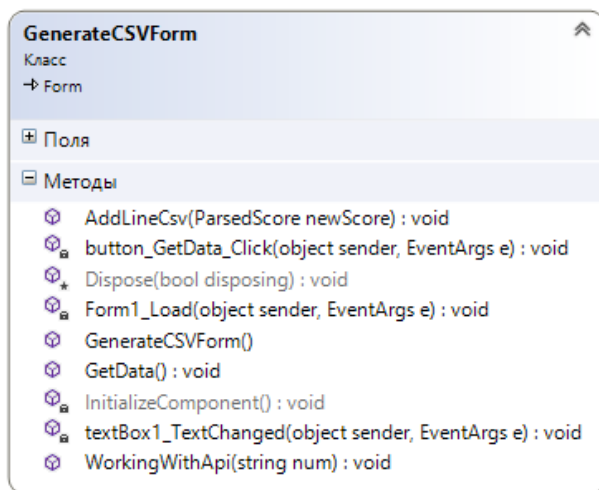 GenerateCSVForm
Класс
Form
Поля
Методы
AddLineCsv(ParsedScore newScore) : void
button_GetData_Click(object sender, EventArgs e) : void
Dispose(bool disposing) : void
Form1_Load(object sender, EventArgs e) : void
GenerateCSVForm()
GetData() : void
InitializeComponent() : void
textBox1_TextChanged(object sender, EventArgs e) : void
WorkingWithApi(string num) : void